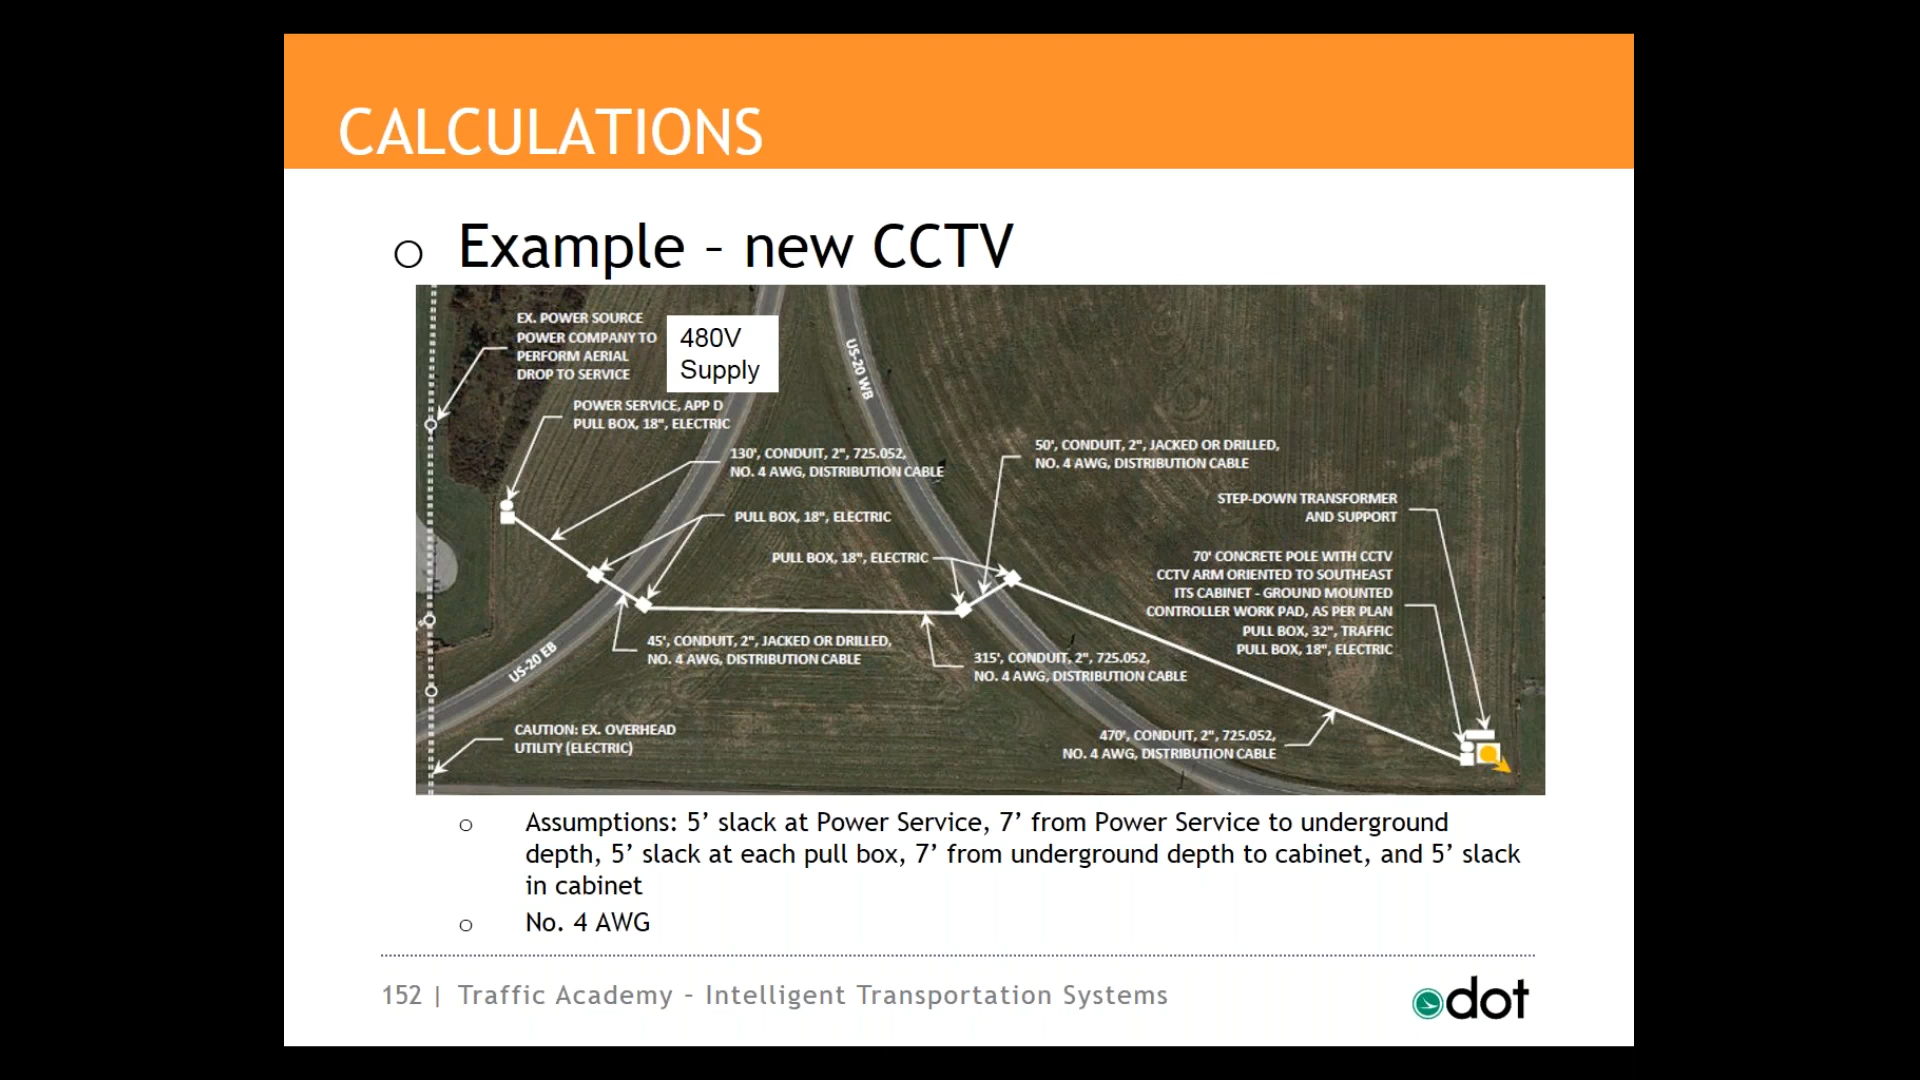 CALCULATIONS
o Example – new CCTV
EX. POWER SOURCE
POWER COMPANY TO
PERFORM AERIAL
DROP TO SERVICE
480V
Supply
US-20 WB
POWER SERVICE, APP D
PULL BOX, 18", ELECTRIC
130', CONDUIT, 2", 725.052,
NO. 4 AWG, DISTRIBUTION CABLE
50', CONDUIT, 2", JACKED OR DRILLED,
NO. 4 AWG, DISTRIBUTION CABLE
STEP-DOWN TRANSFORMER
AND SUPPORT
PULL BOX, 18", ELECTRIC
PULL BOX, 18", ELECTRIC
70' CONCRETE POLE WITH CCTV
CCTV ARM ORIENTED TO SOUTHEAST
ITS CABINET - GROUND MOUNTED
CONTROLLER WORK PAD, AS PER PLAN
PULL BOX, 32", TRAFFIC
PULL BOX, 18", ELECTRIC
45', CONDUIT, 2", JACKED OR DRILLED,
NO. 4 AWG, DISTRIBUTION CABLE
US-20 EB
315', CONDUIT, 2", 725.052,
NO. 4 AWG, DISTRIBUTION CABLE
CAUTION: EX. OVERHEAD
UTILITY (ELECTRIC)
470', CONDUIT, 2", 725.052,
NO. 4 AWG, DISTRIBUTION CABLE
o Assumptions: 5’ slack at Power Service, 7’ from Power Service to underground
depth, 5’ slack at each pull box, 7’ from underground depth to cabinet, and 5’ slack
in cabinet
o No. 4 AWG
152 | Traffic Academy – Intelligent Transportation Systems
dot